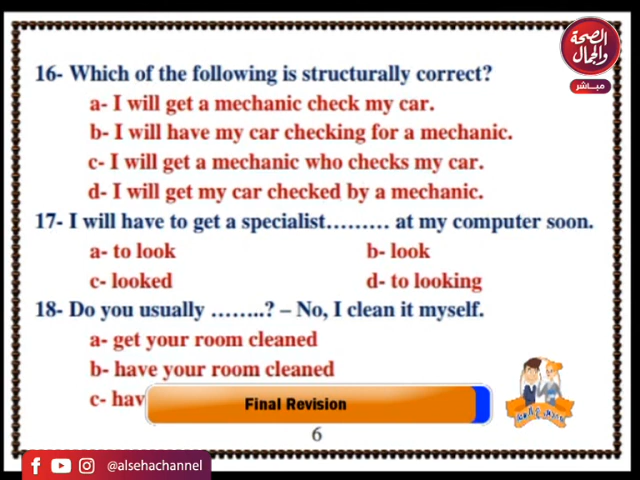 الصحة
والجمال
مباشر
16- Which of the following is structurally correct?
a- I will get a mechanic check my car.
b- I will have my car checking for a mechanic.
c- I will get a mechanic who checks my car.
d- I will get my car checked by a mechanic.
17- I will have to get a specialist......... at my computer soon.
a- to look
b- look
c- looked
d- to looking
18- Do you usually ……..? – No, I clean it myself.
a- get your room cleaned
b- have your room cleaned
c- hav
Final Revision
6
@alsehachannel